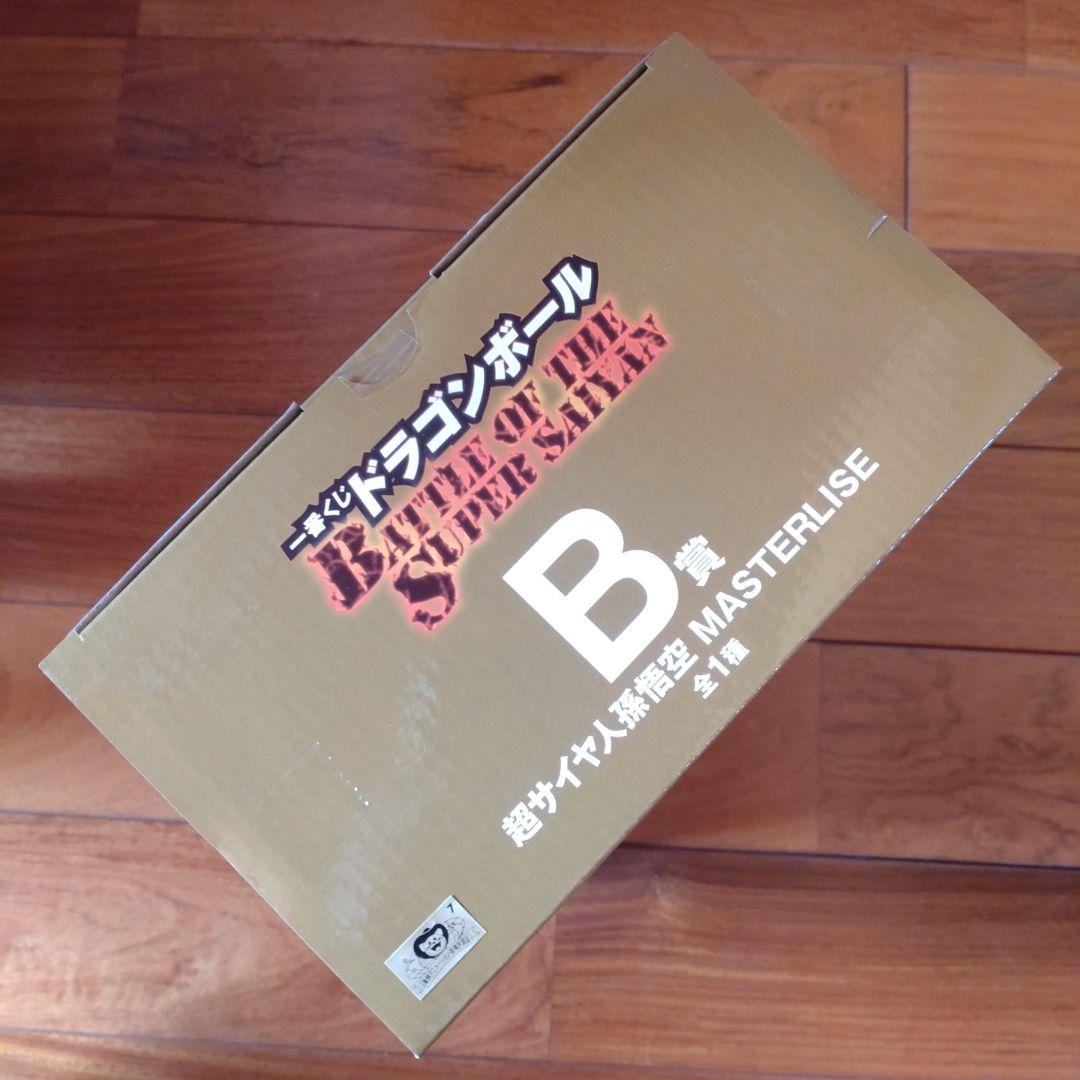 一番くじ ドラゴンボール
BATTLE OF THE
SUPER SAIYAN
B賞
超サイヤ人孫悟空 MASTERLISE
全1種